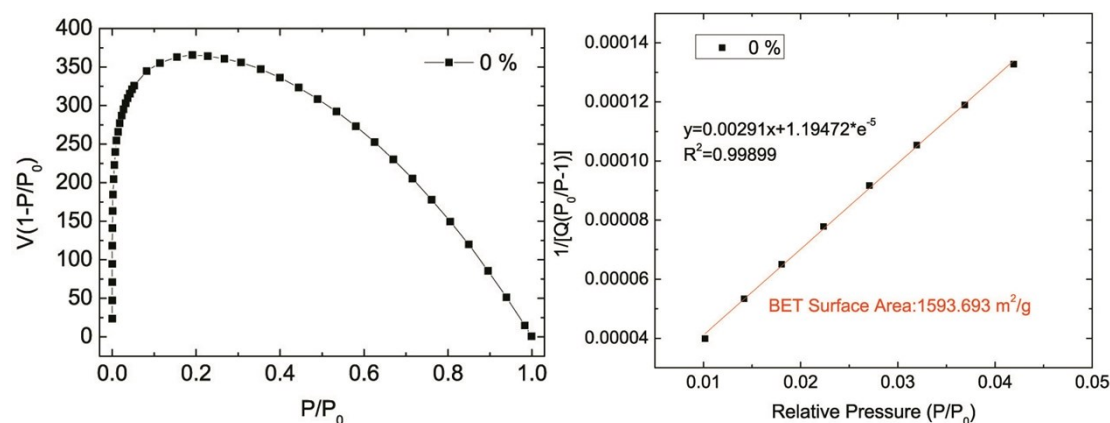 400
350
300
250
200
150
100
50
0
V(1-P/P₀)
0 %
0.0 0.2 0.4 0.6 0.8 1.0
P/P₀
0.00014
0.00012
0.00010
0.00008
0.00006
0.00004
1/[Q(P₀/P-1)]
0 %
y=0.00291x+1.19472*e⁻⁵
R²=0.99899
BET Surface Area:1593.693 m²/g
0.01 0.02 0.03 0.04 0.05
Relative Pressure (P/P₀)